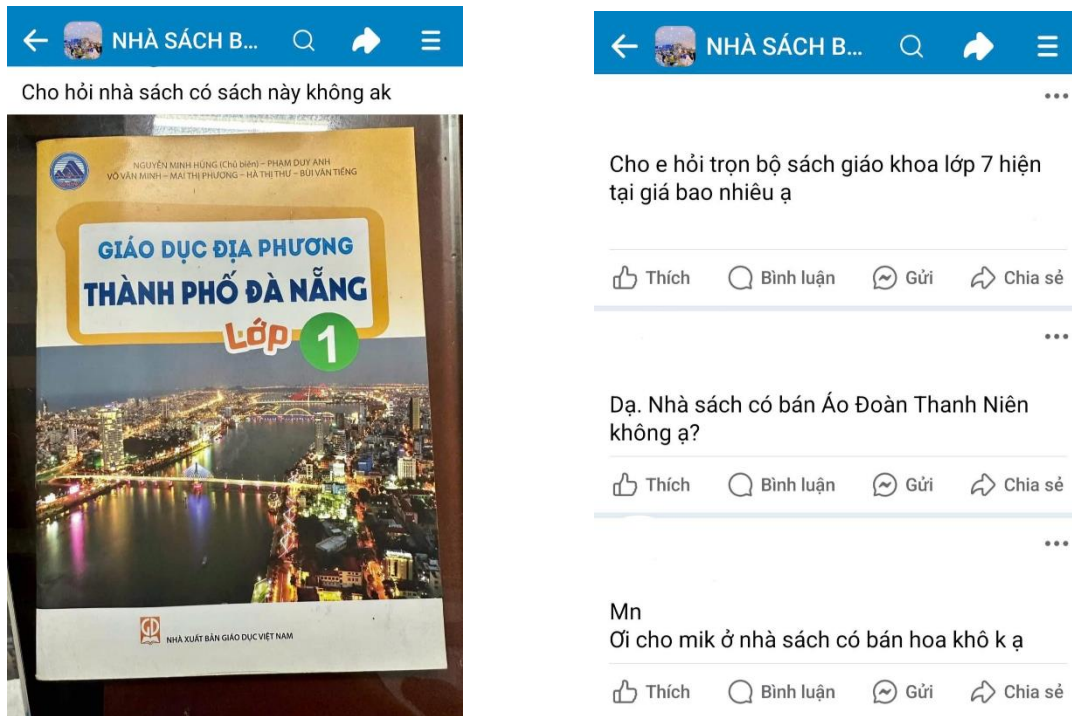 NHÀ SÁCH B...
Cho hỏi nhà sách có sách này không ak
NGUYỄN MINH HÙNG (Chủ biên) – PHẠM DUY ANH
VÕ VĂN MINH – MAI THỊ PHƯƠNG – HÀ THỊ THƯ – BÙI VĂN TIẾNG
GIÁO DỤC ĐỊA PHƯƠNG
THÀNH PHỐ ĐÀ NẴNG
Lớp 1
GD
NHÀ XUẤT BẢN GIÁO DỤC VIỆT NAM
NHÀ SÁCH B...
Cho e hỏi trọn bộ sách giáo khoa lớp 7 hiện
tại giá bao nhiêu ạ
Thích Bình luận Gửi Chia sẻ
Dạ. Nhà sách có bán Áo Đoàn Thanh Niên
không ạ?
Thích Bình luận Gửi Chia sẻ
Mn
Ơi cho mik ở nhà sách có bán hoa khô k ạ
Thích Bình luận Gửi Chia sẻ